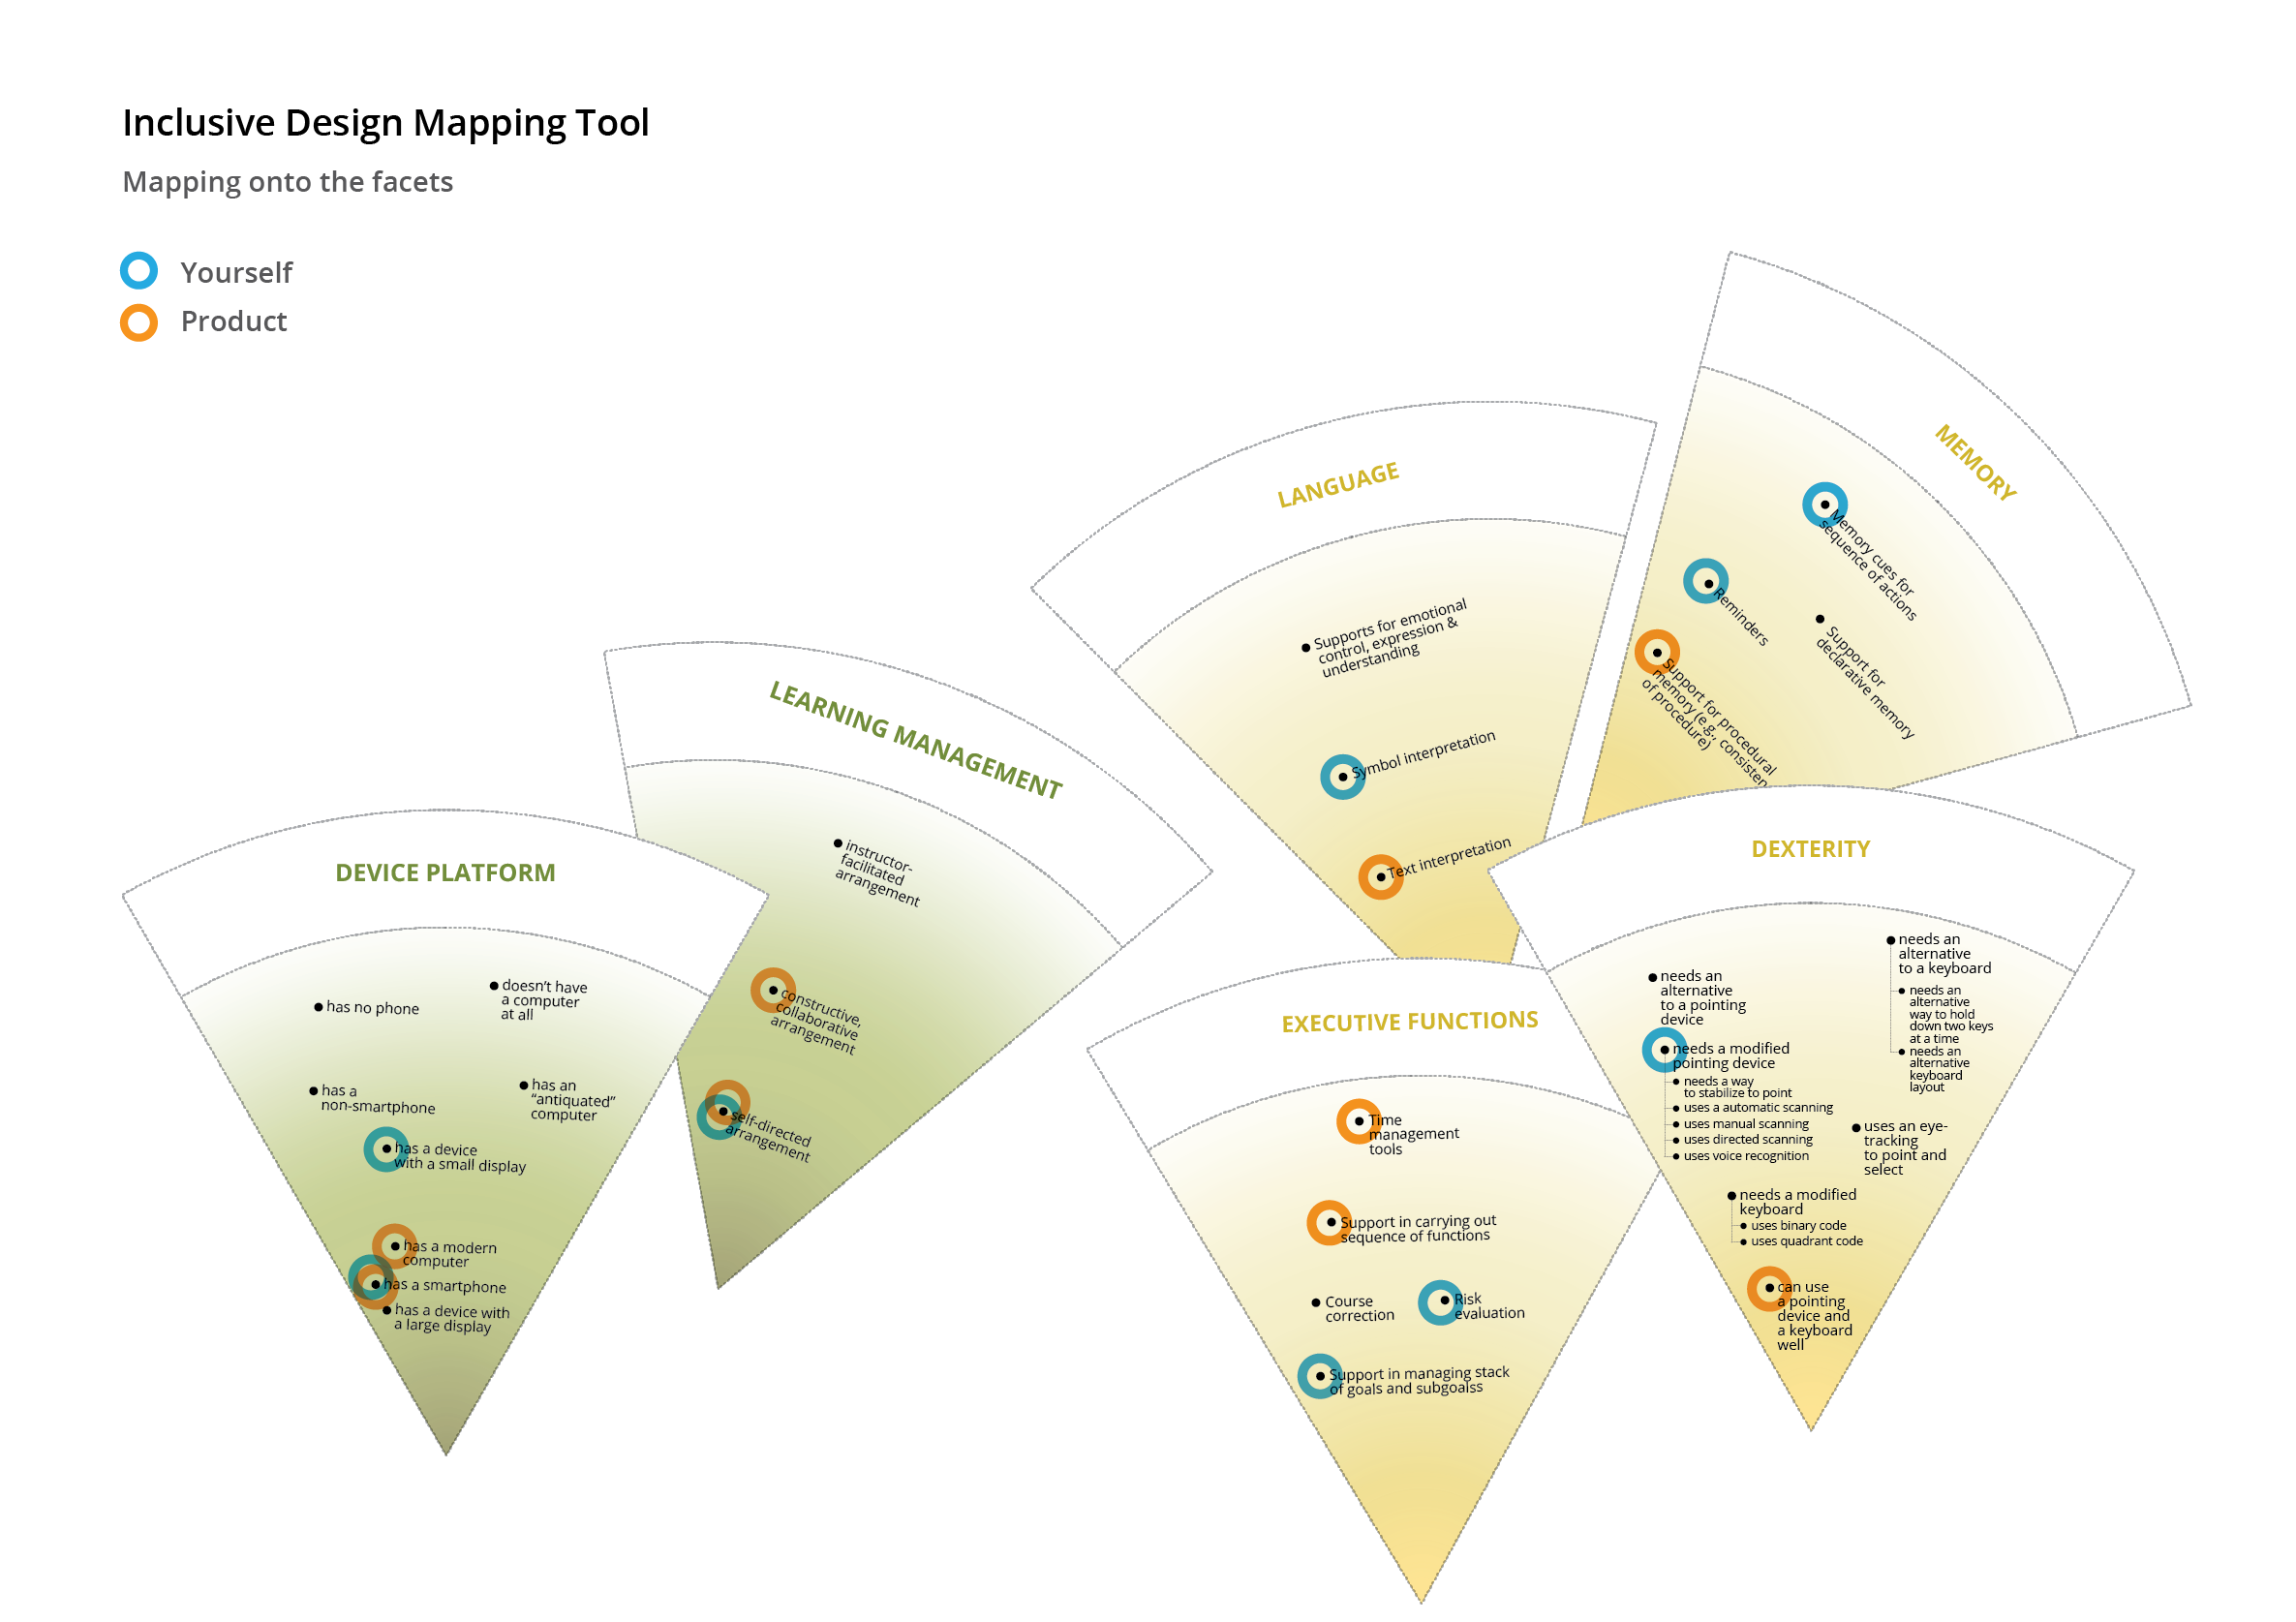 Inclusive Design Mapping Tool
Mapping onto the facets
Yourself
Product
DEVICE PLATFORM
has no phone
doesn't have
a computer
at all
has a
non-smartphone
has an
“antiquated”
computer
has a device
with a small display
has a modern
computer
has a smartphone
has a device with
a large display
LEARNING MANAGEMENT
instructor-
facilitated
arrangement
constructive,
collaborative
arrangement
self-directed
arrangement
LANGUAGE
Supports for emotional
control, expression &
understanding
Symbol interpretation
Text interpretation
MEMORY
Memory cues for
sequence of actions
Reminders
Support for
declarative memory
Support for procedural
memory (e.g., consisten
of procedure)
EXECUTIVE FUNCTIONS
Time
management
tools
Support in carrying out
sequence of functions
Course
correction
Risk
evaluation
Support in managing stack
of goals and subgoalss
DEXTERITY
needs an
alternative
to a pointing
device
needs a modified
pointing device
needs a way
to stabilize to point
uses a automatic scanning
uses manual scanning
uses directed scanning
uses voice recognition
needs an
alternative
to a keyboard
needs an
alternative
way to hold
down two keys
at a time
needs an
alternative
keyboard
layout
uses an eye-
tracking
to point and
select
needs a modified
keyboard
uses binary code
uses quadrant code
can use
a pointing
device and
a keyboard
well